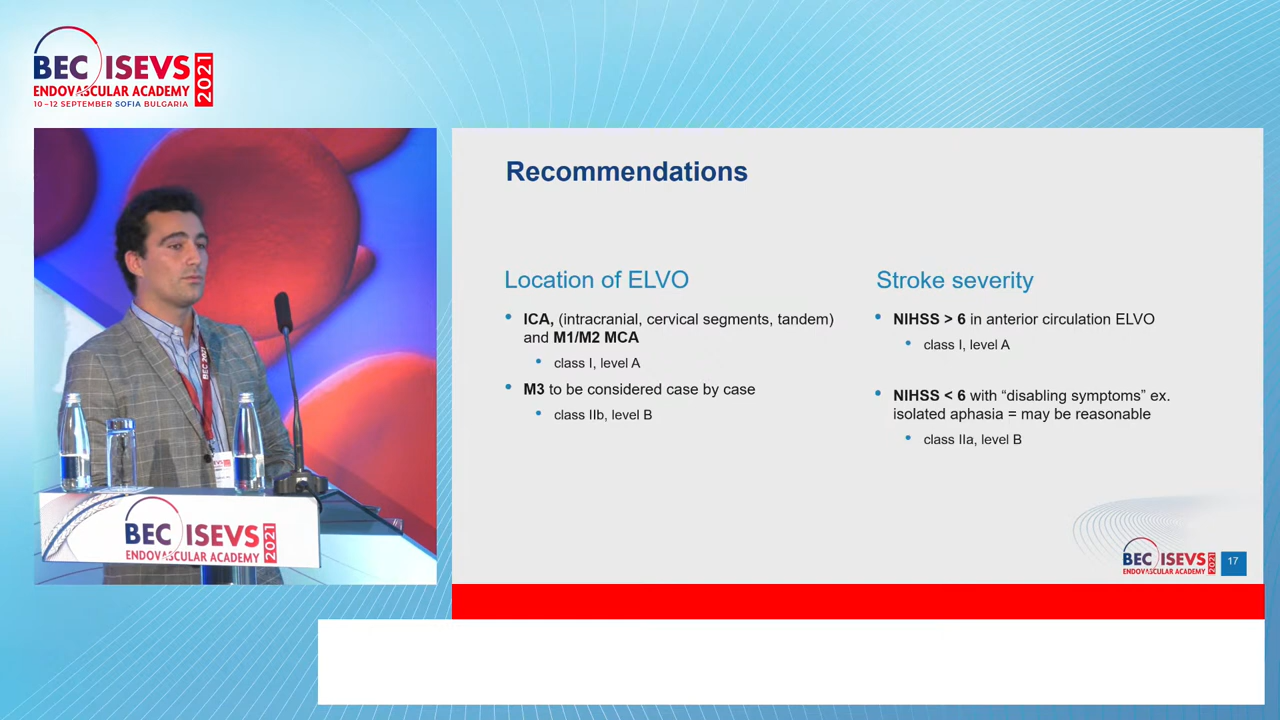 BEC ISEVS
ENDOVASCULAR ACADEMY
2021
10–12 SEPTEMBER SOFIA BULGARIA
BEC 2021
BEC ISEVS
ENDOVASCULAR ACADEMY
2021
Recommendations
Location of ELVO
• ICA, (intracranial, cervical segments, tandem)
and M1/M2 MCA
• class I, level A
• M3 to be considered case by case
• class IIb, level B
Stroke severity
• NIHSS > 6 in anterior circulation ELVO
• class I, level A
• NIHSS < 6 with “disabling symptoms” ex.
isolated aphasia = may be reasonable
• class IIa, level B
BEC ISEVS
ENDOVASCULAR ACADEMY
2021
17